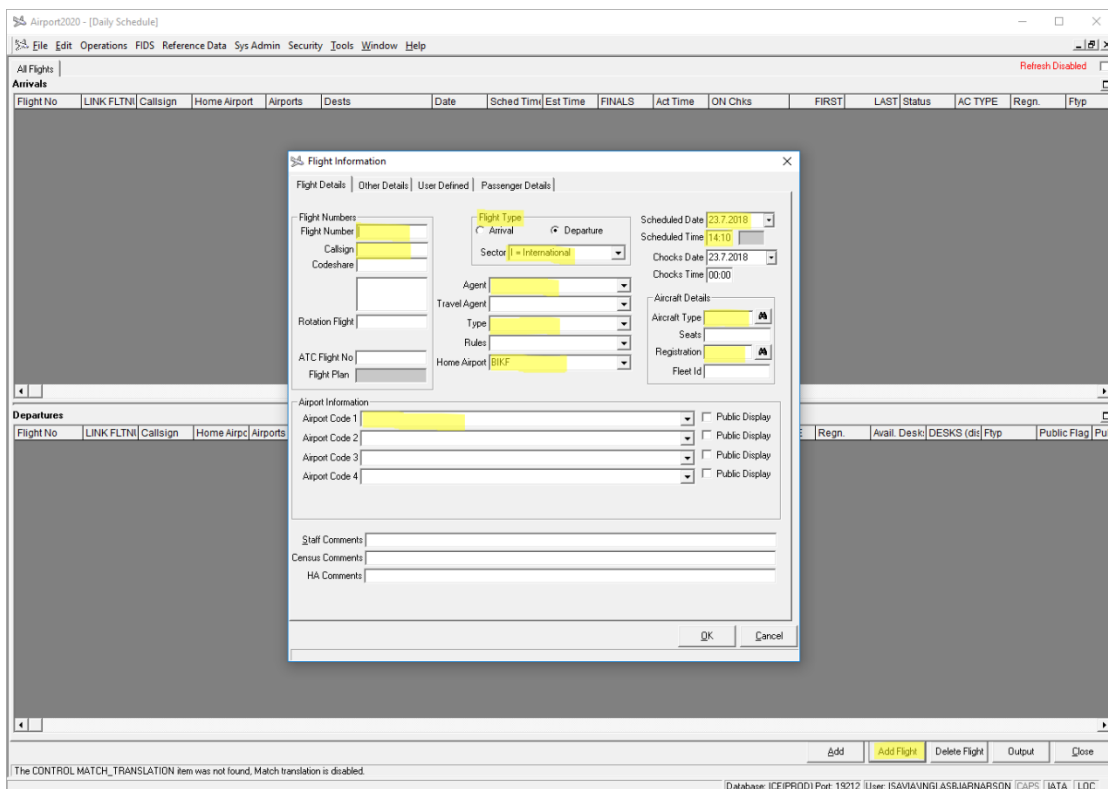 Airport2020 - [Daily Schedule]
File Edit Operations FIDS Reference Data Sys Admin Security Tools Window Help
All Flights
Refresh Disabled
Arrivals
Flight No LINK FLTN Callsign Home Airport Airports Dests Date Sched Time Est Time FINALS Act Time ON Chks FIRST LAST Status AC TYPE Regn. Ftyp
Flight Information
Flight Details Other Details User Defined Passenger Details
Flight Numbers
Flight Number
Callsign
Codeshare
Rotation Flight
ATC Flight No
Flight Plan
Flight Type
Arrival Departure
Sector I = International
Agent
Travel Agent
Type
Rules
Home Airport BIKF
Scheduled Date 23.7.2018
Scheduled Time 14:10
Chocks Date 23.7.2018
Chocks Time 00:00
Aircraft Details
Aircraft Type
Seats
Registration
Fleet Id
Airport Information
Airport Code 1 Public Display
Airport Code 2 Public Display
Airport Code 3 Public Display
Airport Code 4 Public Display
Staff Comments
Census Comments
HA Comments
OK Cancel
Departures
Flight No LINK FLTN Callsign Home Airpc Airports Regn. Avail. Desk: DESKS (dis Ftyp Public Flag Pu
Add Add Flight Delete Flight Output Close
The CONTROL MATCH_TRANSLATION item was not found, Match translation is disabled.
Database: ICE(PROD) Port: 19212 User: ISAVIA\INGLASBJARNARSON CAPS IATA LOC